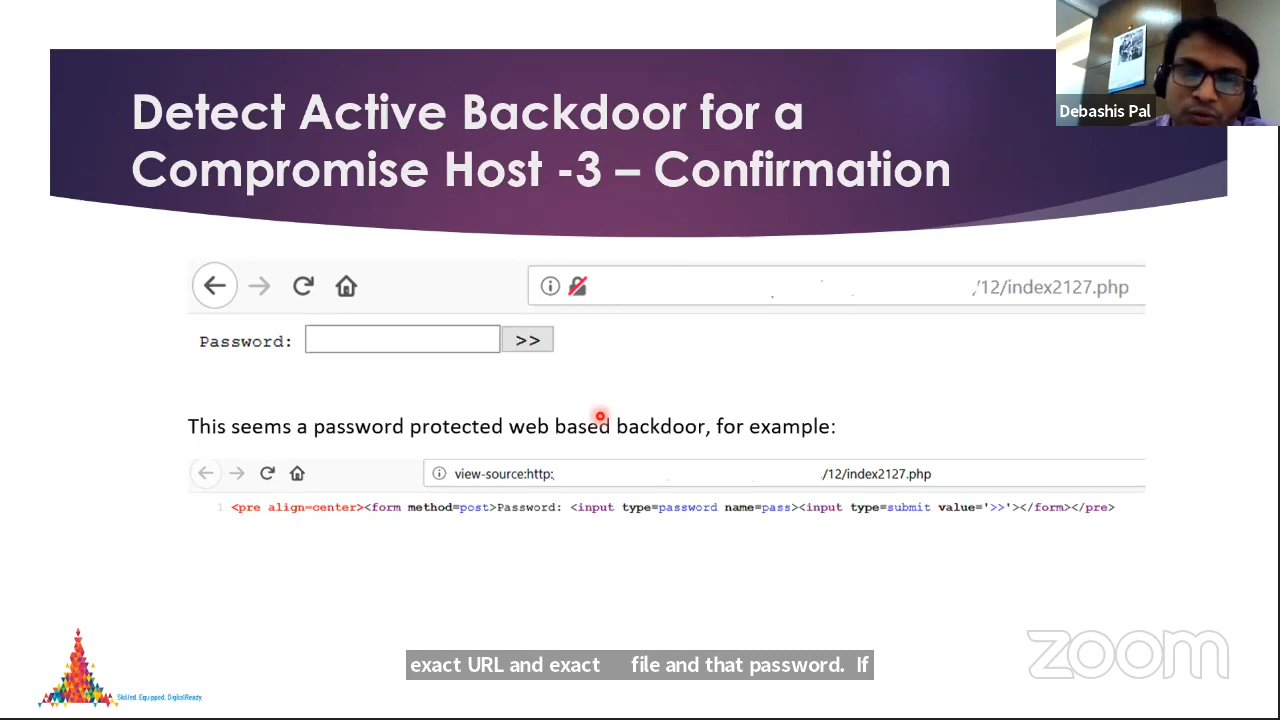 Detect Active Backdoor for a
Compromise Host -3 – Confirmation
Debashis Pal
/12/index2127.php
Password: >>
This seems a password protected web based backdoor, for example:
view-source:http: /12/index2127.php
1 <pre align=center><form method=post>Password: <input type=password name=pass><input type=submit value='>>'></form></pre>
exact URL and exact file and that password. If
zoom
Skilled. Equipped. DigitalReady.